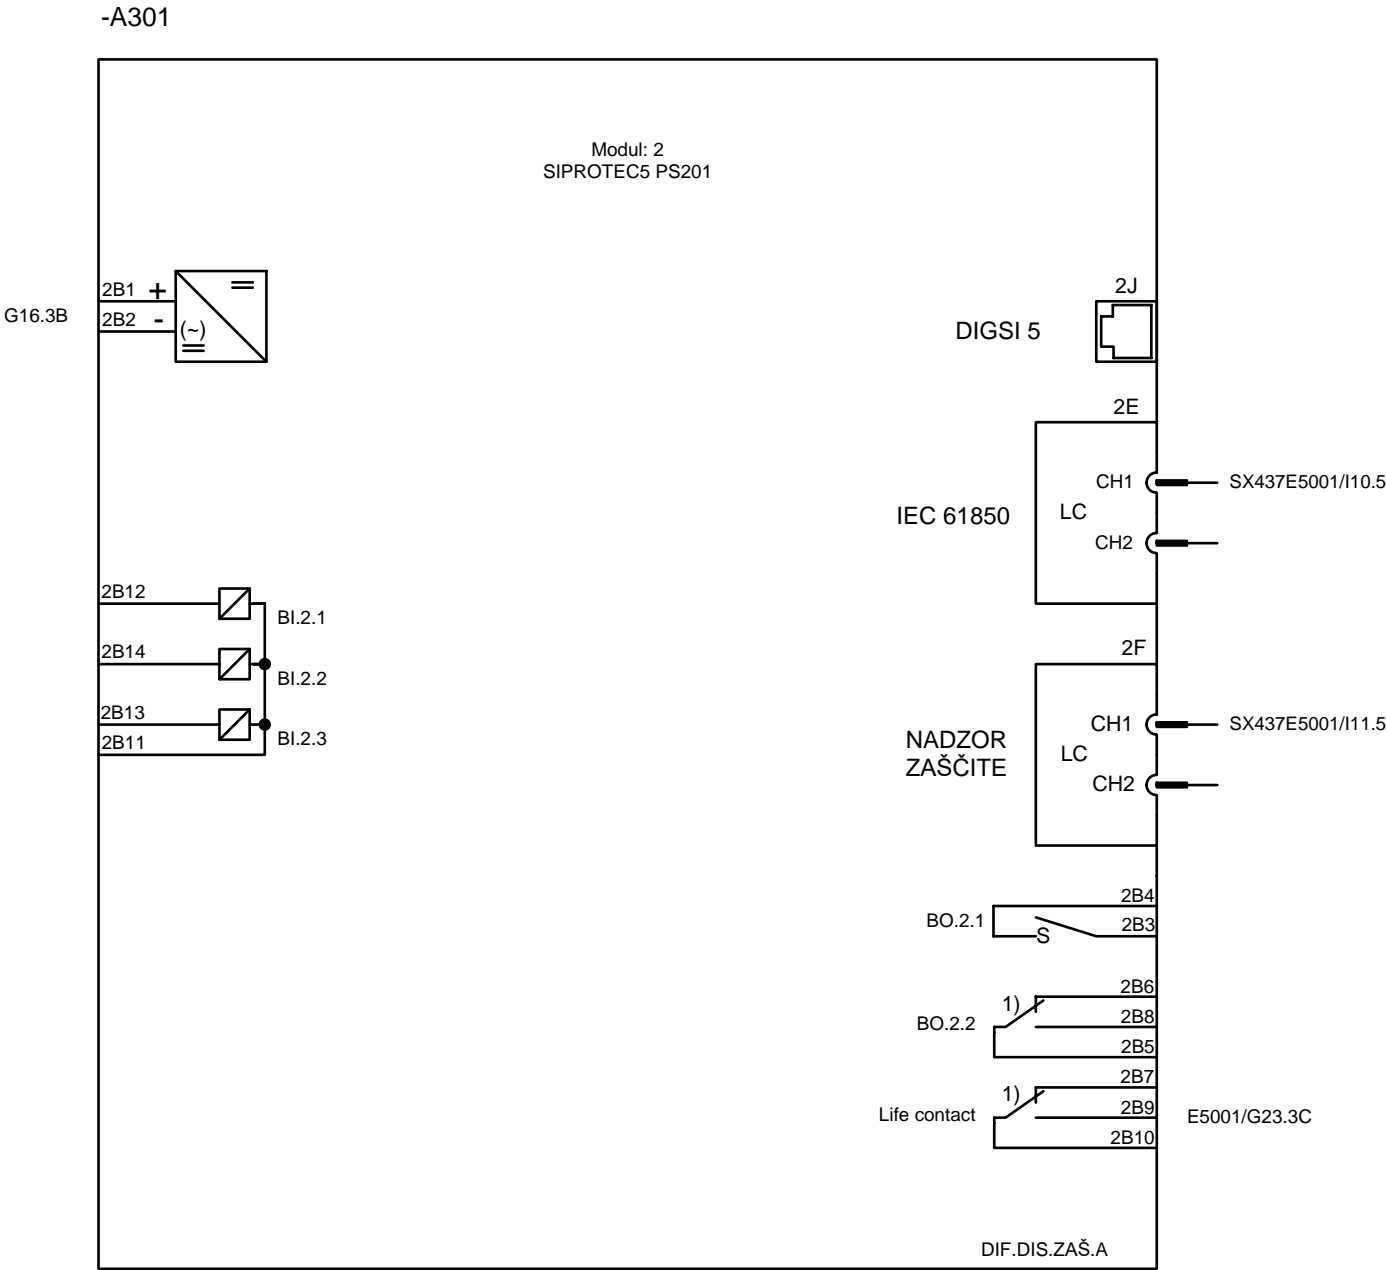 -A301
Modul: 2
SIPROTEC5 PS201
G16.3B
2B1 +
2B2 -
(~)
2J
DIGSI 5
2E
CH1
SX437E5001/I10.5
IEC 61850
LC
CH2
2B12
BI.2.1
2B14
BI.2.2
2B13
BI.2.3
2B11
2F
CH1
SX437E5001/I11.5
NADZOR
ZAŠČITE
LC
CH2
BO.2.1
2B4
2B3
S
BO.2.2
1)
2B6
2B8
2B5
Life contact
1)
2B7
2B9
E5001/G23.3C
2B10
DIF.DIS.ZAŠ.A